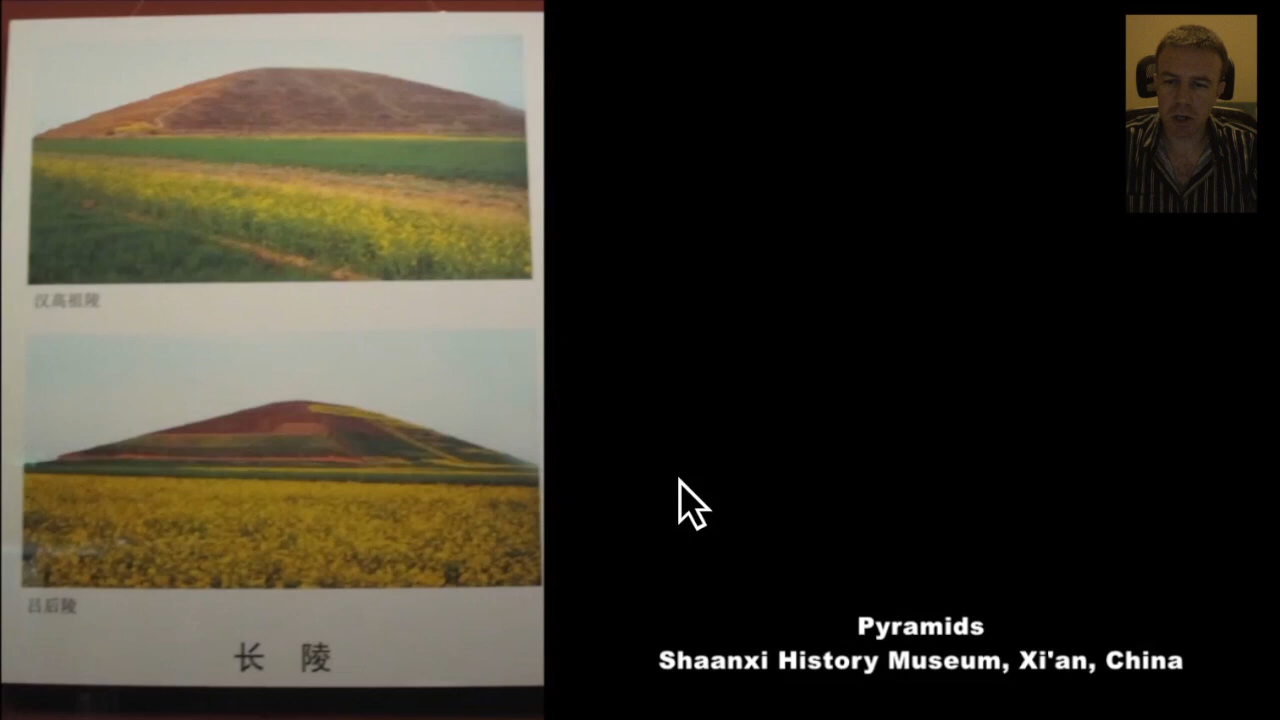 汉高祖陵
吕后陵
长 陵
Pyramids
Shaanxi History Museum, Xi'an, China